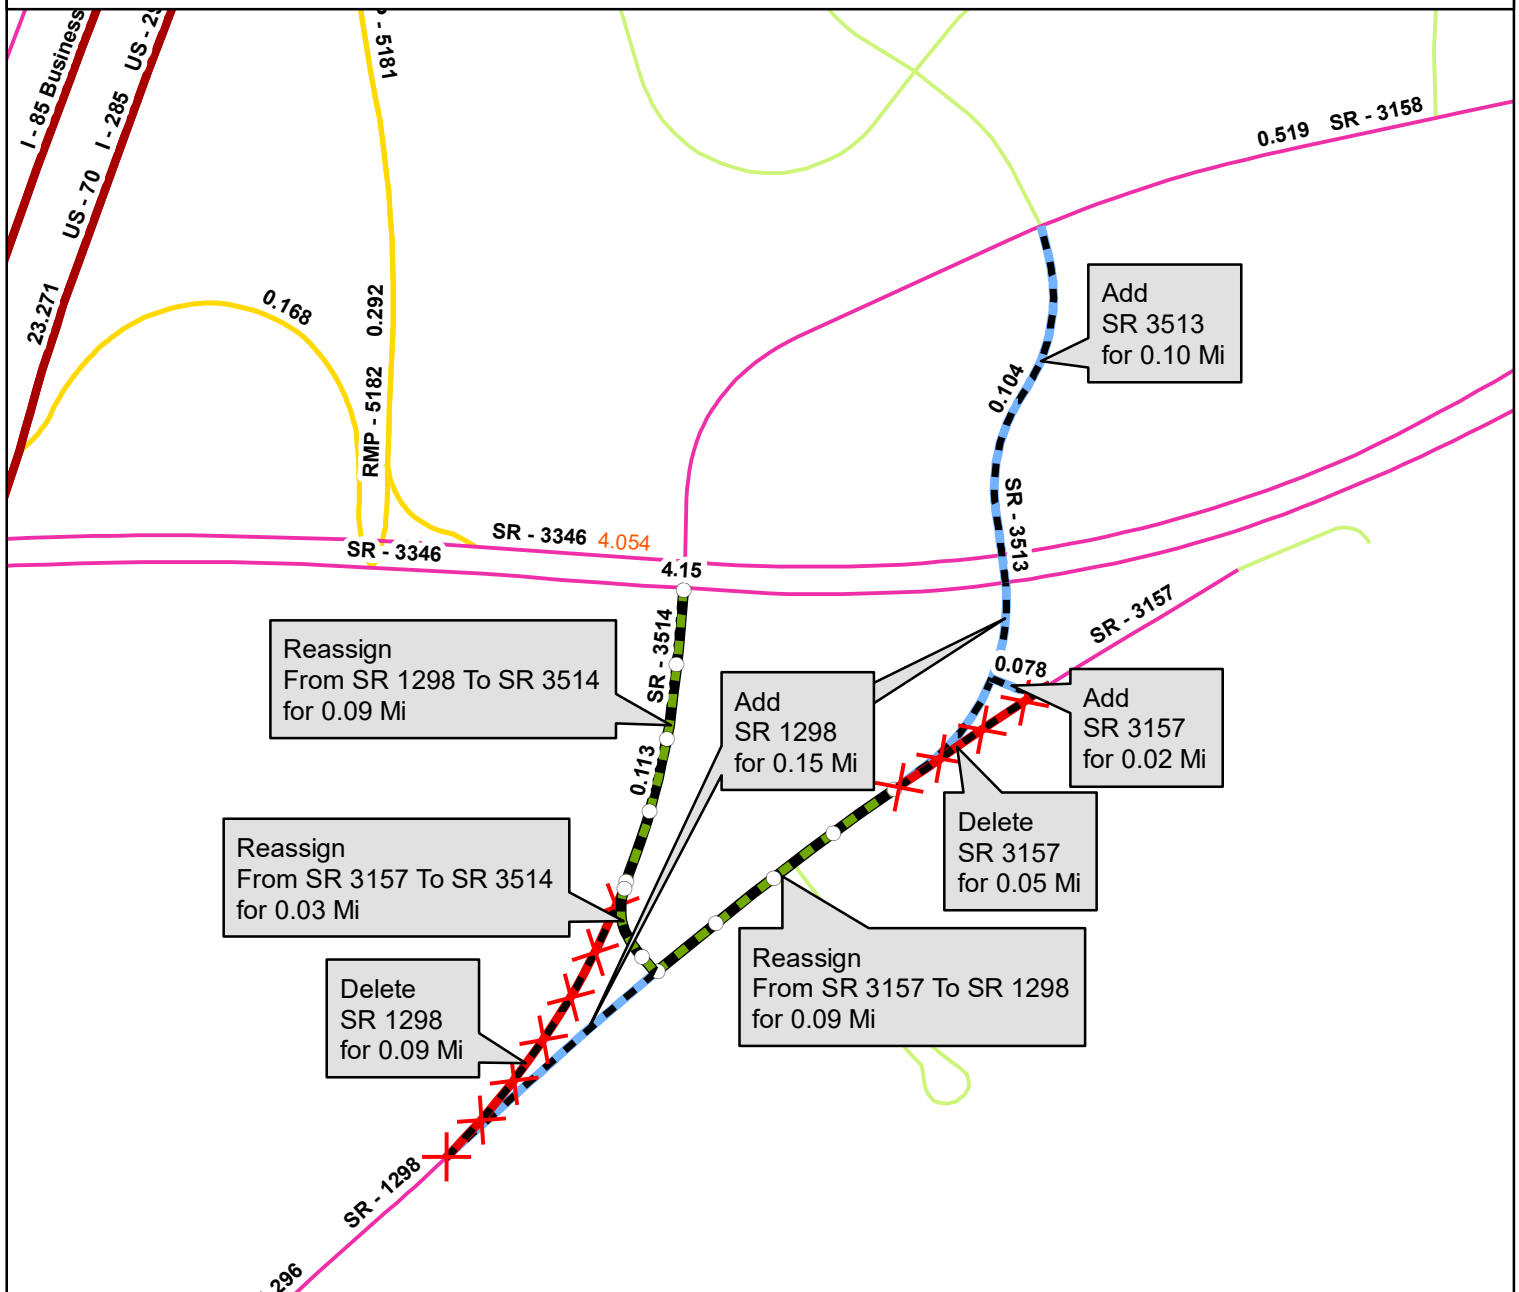 I - 85 Business
I - 285 US - 29
US - 70
23.271
- 5181
0.168
0.292
RMP - 5182
0.519 SR - 3158
Add
SR 3513
for 0.10 Mi
0.104
SR - 3513
SR - 3346 4.054
SR - 3346
4.15
SR - 3157
SR - 3514
Reassign
From SR 1298 To SR 3514
for 0.09 Mi
0.078
Add
SR 1298
for 0.15 Mi
Add
SR 3157
for 0.02 Mi
0.113
Delete
SR 3157
for 0.05 Mi
Reassign
From SR 3157 To SR 3514
for 0.03 Mi
Reassign
From SR 3157 To SR 1298
for 0.09 Mi
Delete
SR 1298
for 0.09 Mi
SR - 1298
.296